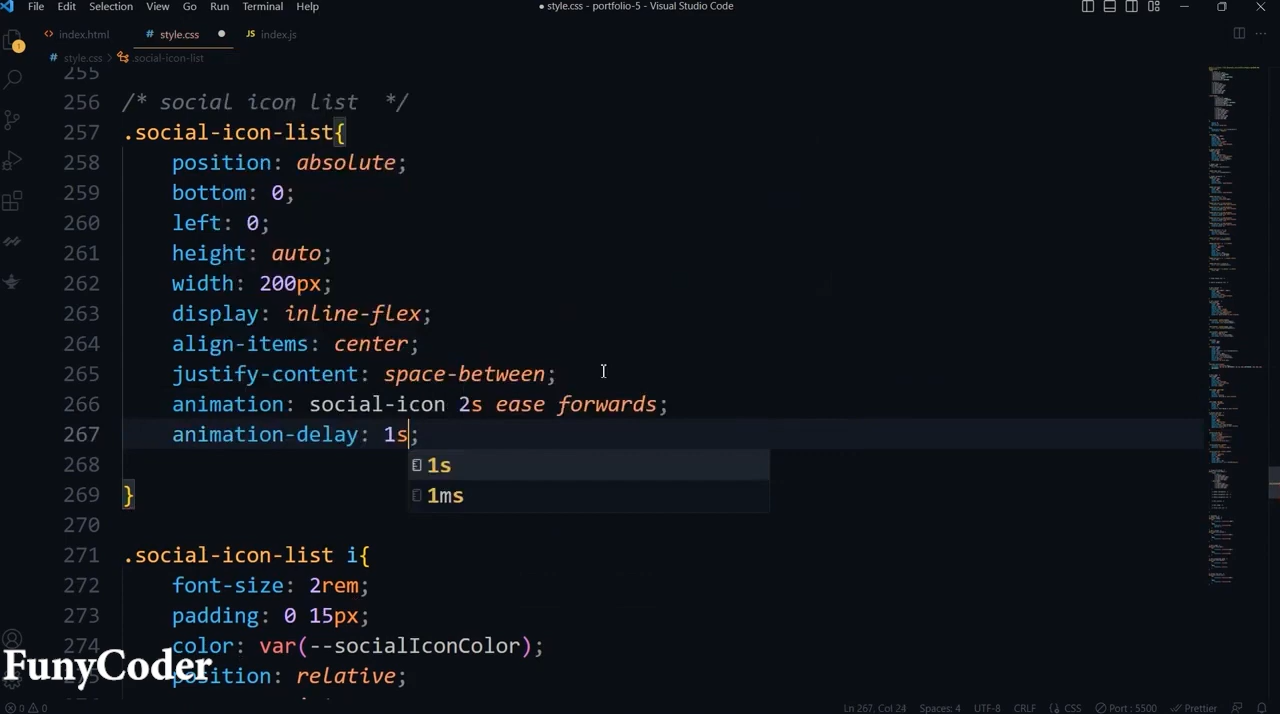 File Edit Selection View Go Run Terminal Help ● style.css - portfolio-5 - Visual Studio Code
1
<> index.html # style.css ● JS index.js
# style.css > .social-icon-list
255
256 /* social icon list  */
257 .social-icon-list{
258 position: absolute;
259 bottom: 0;
260 left: 0;
261 height: auto;
262 width: 200px;
263 display: inline-flex;
264 align-items: center;
265 justify-content: space-between;
266 animation: social-icon 2s ease forwards;
267 animation-delay: 1s;
268 1s
1ms
269 }
270
271 .social-icon-list i{
272 font-size: 2rem;
273 padding: 0 15px;
274 color: var(--socialIconColor);
275 position: relative;
FunyCoder
0 0 Ln 267, Col 24 Spaces: 4 UTF-8 CRLF {} CSS Port : 5500 Prettier